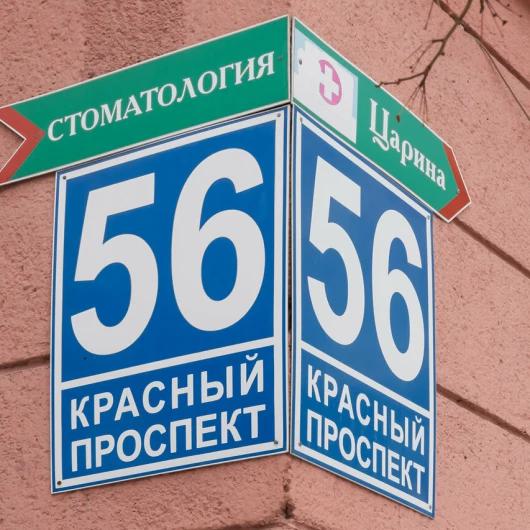 СТОМАТОЛОГИЯ
Царина
56
КРАСНЫЙ
ПРОСПЕКТ
56
КРАСНЫЙ
ПРОСПЕКТ